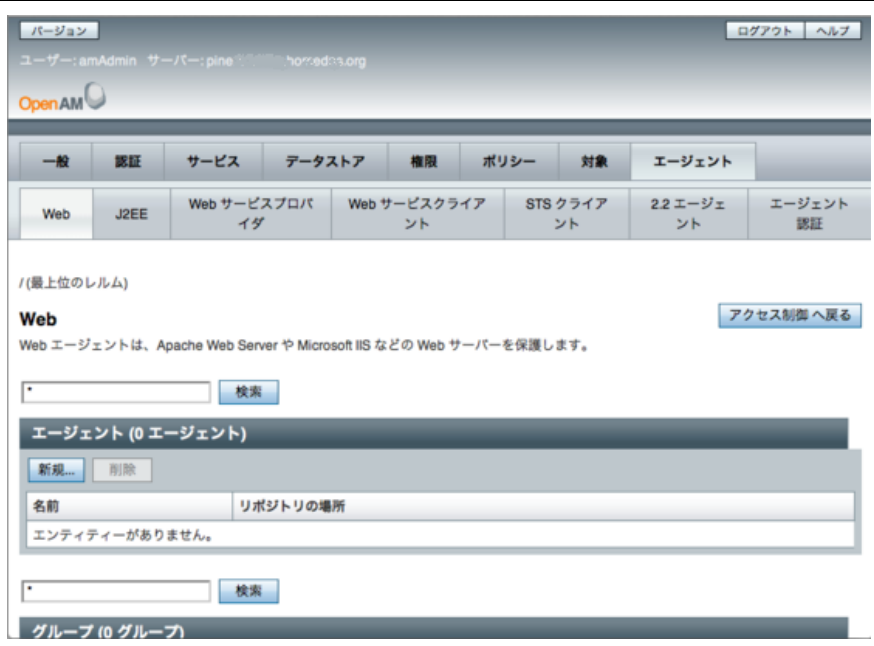 バージョン ログアウト ヘルプ
ユーザー: amAdmin サーバー: pine
OpenAM
一般 認証 サービス データストア 権限 ポリシー 対象 エージェント
Web J2EE Web サービスプロバイダ Web サービスクライアント STS クライアント 2.2 エージェント エージェント認証
/ (最上位のレルム)
Web アクセス制御 へ戻る
Web エージェントは、Apache Web Server や Microsoft IIS などの Web サーバーを保護します。
* 検索
エージェント (0 エージェント)
新規... 削除
名前 リポジトリの場所
エンティティーがありません。
* 検索
グループ (0 グループ)